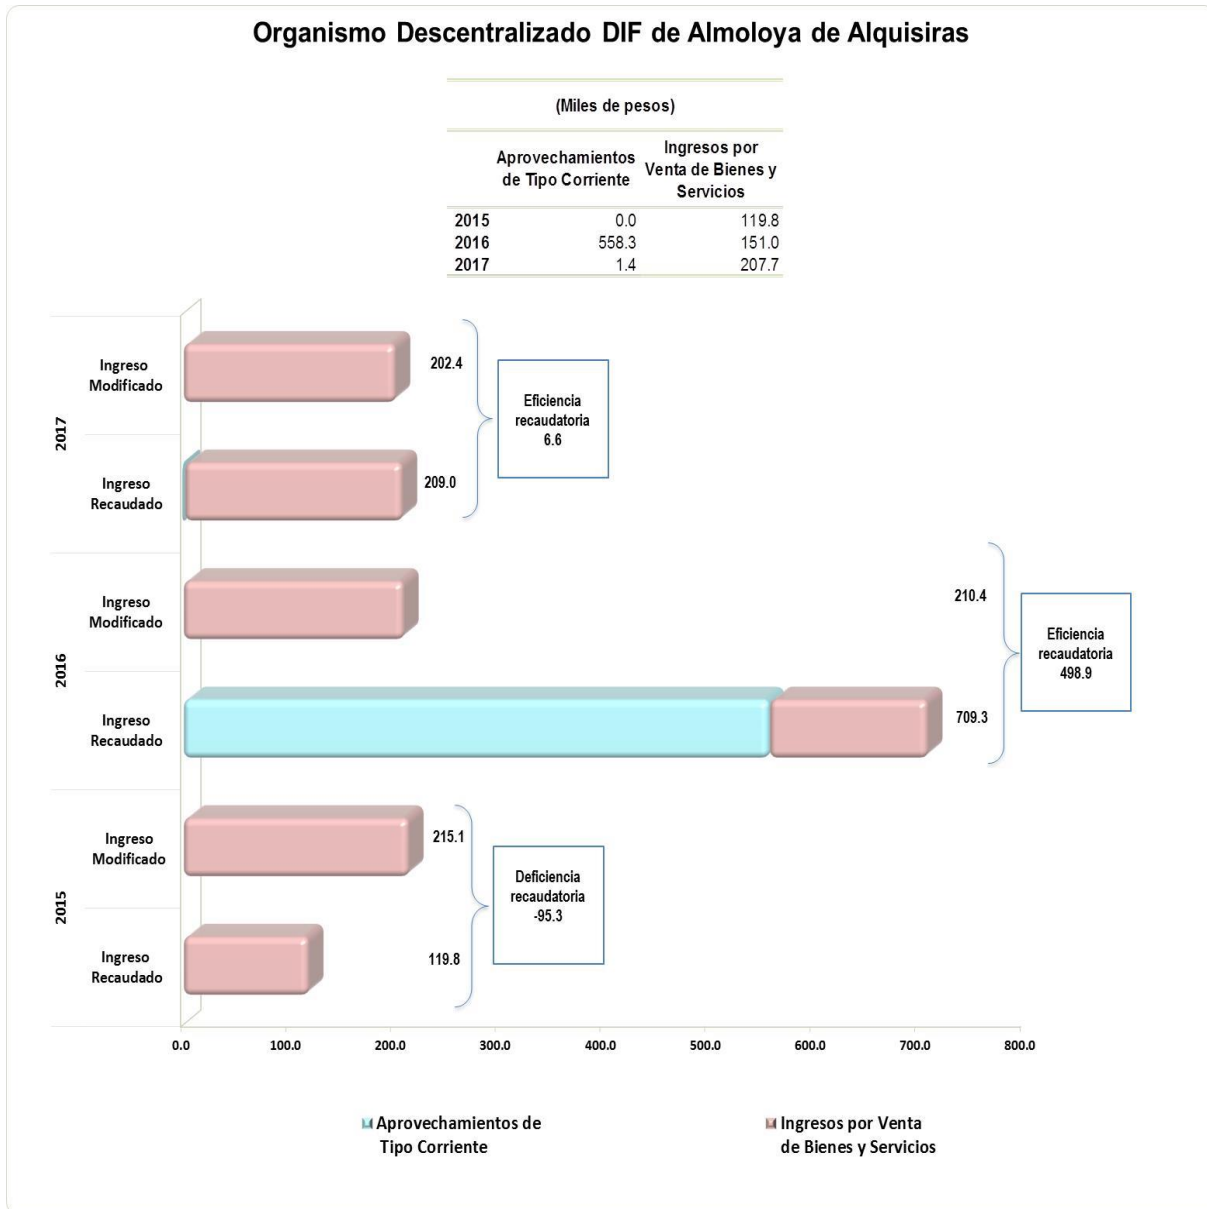 Organismo Descentralizado DIF de Almoloya de Alquisiras
(Miles de pesos)
Aprovechamientos
de Tipo Corriente
Ingresos por
Venta de Bienes y
Servicios
2015 0.0 119.8
2016 558.3 151.0
2017 1.4 207.7
2017
Ingreso
Modificado
202.4
Ingreso
Recaudado
209.0
Eficiencia
recaudatoria
6.6
2016
Ingreso
Modificado
210.4
Ingreso
Recaudado
709.3
Eficiencia
recaudatoria
498.9
2015
Ingreso
Modificado
215.1
Ingreso
Recaudado
119.8
Deficiencia
recaudatoria
-95.3
0.0 100.0 200.0 300.0 400.0 500.0 600.0 700.0 800.0
Aprovechamientos de
Tipo Corriente
Ingresos por Venta
de Bienes y Servicios